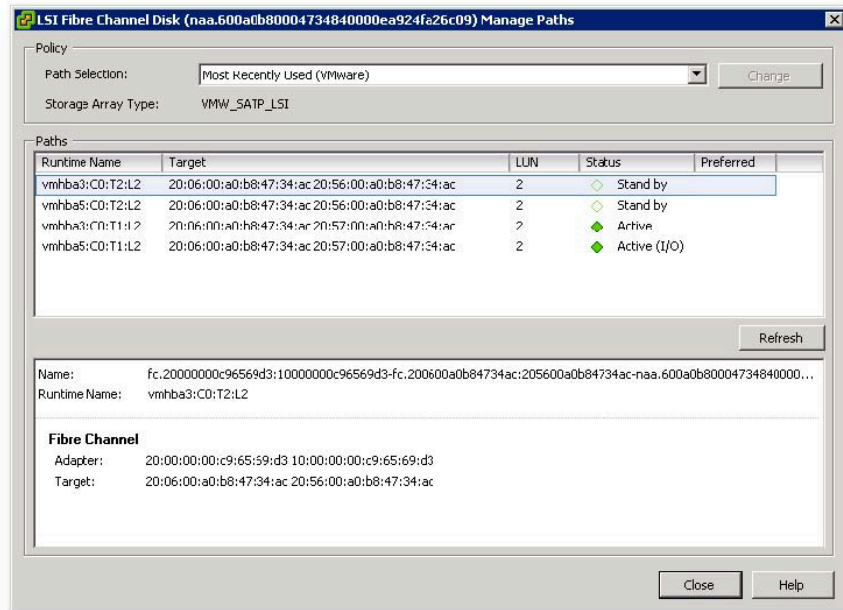 LSI Fibre Channel Disk (naa.600a0b80004734840000ea924fa26c09) Manage Paths
Policy
Path Selection: Most Recently Used (VMware) Change
Storage Array Type: VMW_SATP_LSI
Paths
Runtime Name Target LUN Status Preferred
vmhba3:C0:T2:L2 20:06:00:a0:b8:47:34:ac 20:56:00:a0:b8:47:34:ac 2 Stand by
vmhba5:C0:T2:L2 20:06:00:a0:b8:47:34:ac 20:56:00:a0:b8:47:34:ac 2 Stand by
vmhba3:C0:T1:L2 20:06:00:a0:b8:47:34:ac 20:57:00:a0:b8:47:34:ac 2 Active
vmhba5:C0:T1:L2 20:06:00:a0:b8:47:34:ac 20:57:00:a0:b8:47:34:ac 2 Active (I/O)
Refresh
Name: fc.20000000c96569d3:10000000c96569d3-fc.200600a0b84734ac:205600a0b84734ac-naa.600a0b80004734840000...
Runtime Name: vmhba3:C0:T2:L2
Fibre Channel
Adapter: 20:00:00:00:c9:65:69:d3 10:00:00:00:c9:65:69:d3
Target: 20:06:00:a0:b8:47:34:ac 20:56:00:a0:b8:47:34:ac
Close Help